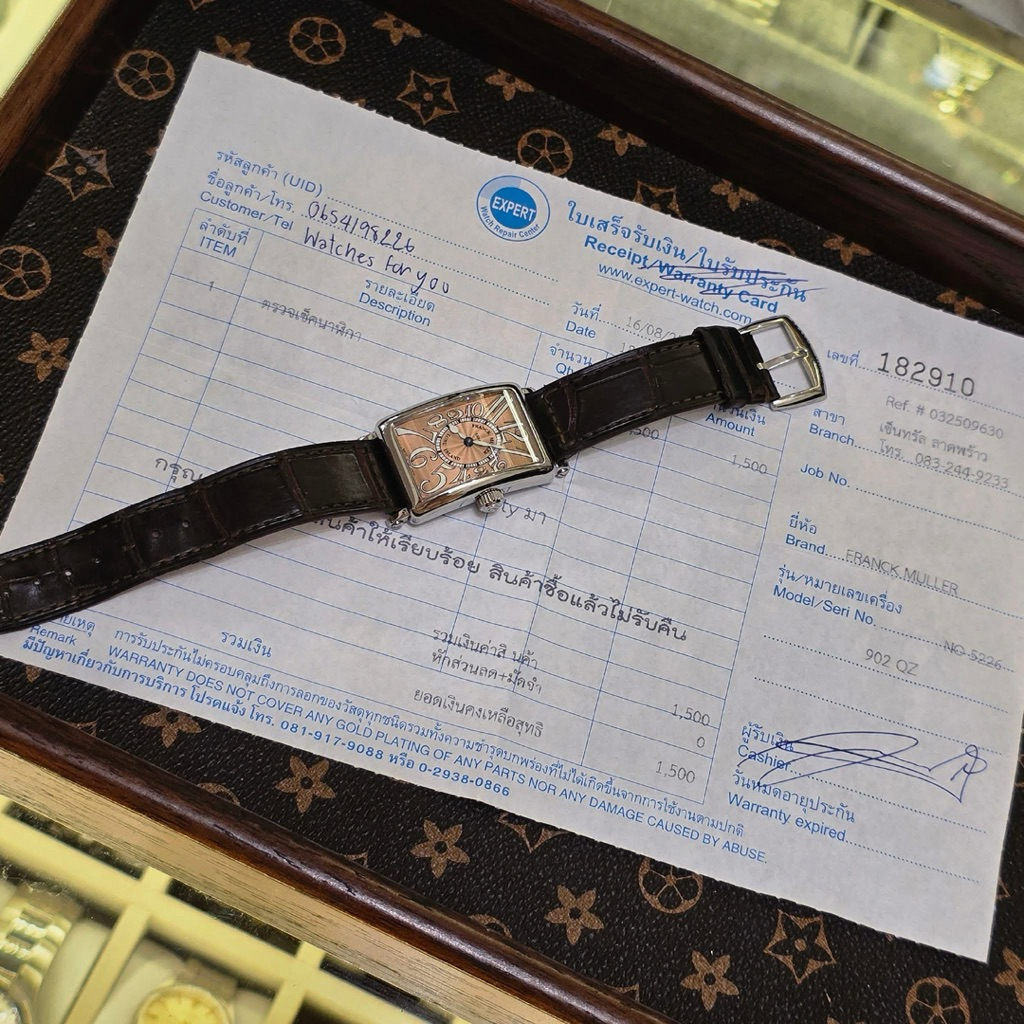 รหัสลูกค้า (UID)
ชื่อลูกค้า/โทร. 0654198226
Customer/Tel Watches for you
EXPERT
Watch Repair Center
ใบเสร็จรับเงิน/ใบรับประกัน
Receipt/Warranty Card
www.expert-watch.com
เลขที่ 182910
วันที่ 16/08/
Date
Ref. # 032509630
สาขา เซ็นทรัล ลาดพร้าว
Branch โทร. 083-244-9233
Job No.
ลำดับที่ รายละเอียด จำนวน
ITEM Description Amount
1 ตรวจเช็คนาฬิกา 1,500
ยี่ห้อ
Brand FRANCK MULLER
รุ่น/หมายเลขเครื่อง
Model/Seri No. NO 5226
902 QZ
ให้เรียบร้อย สินค้าซื้อแล้วไม่รับคืน
รวมเงิน รวมเงินค่าสินค้า 1,500
หักส่วนลด+มัดจำ 0
ยอดเงินคงเหลือสุทธิ 1,500
Remark การรับประกันไม่ครอบคลุมถึงการลอกของวัสดุทุกชนิดรวมทั้งความชำรุดบกพร่องที่ไม่ได้เกิดขึ้นจากการใช้งานตามปกติ
WARRANTY DOES NOT COVER ANY GOLD PLATING OF ANY PARTS NOR ANY DAMAGE CAUSED BY ABUSE.
มีปัญหาเกี่ยวกับการบริการ โปรดแจ้ง โทร. 081-917-9088 หรือ 0-2938-0866
ผู้รับเงิน
Cashier
วันหมดอายุประกัน
Warranty expired